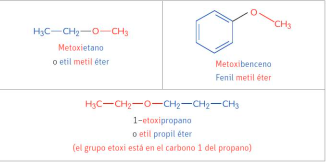 H₃C—CH₂—O—CH₃
Metoxietano
o etil metil éter
O
CH₃
Metoxibenceno
Fenil metil éter
H₃C—CH₂—O—CH₂—CH₂—CH₃
1-etoxipropano
o etil propil éter
(el grupo etoxi está en el carbono 1 del propano)